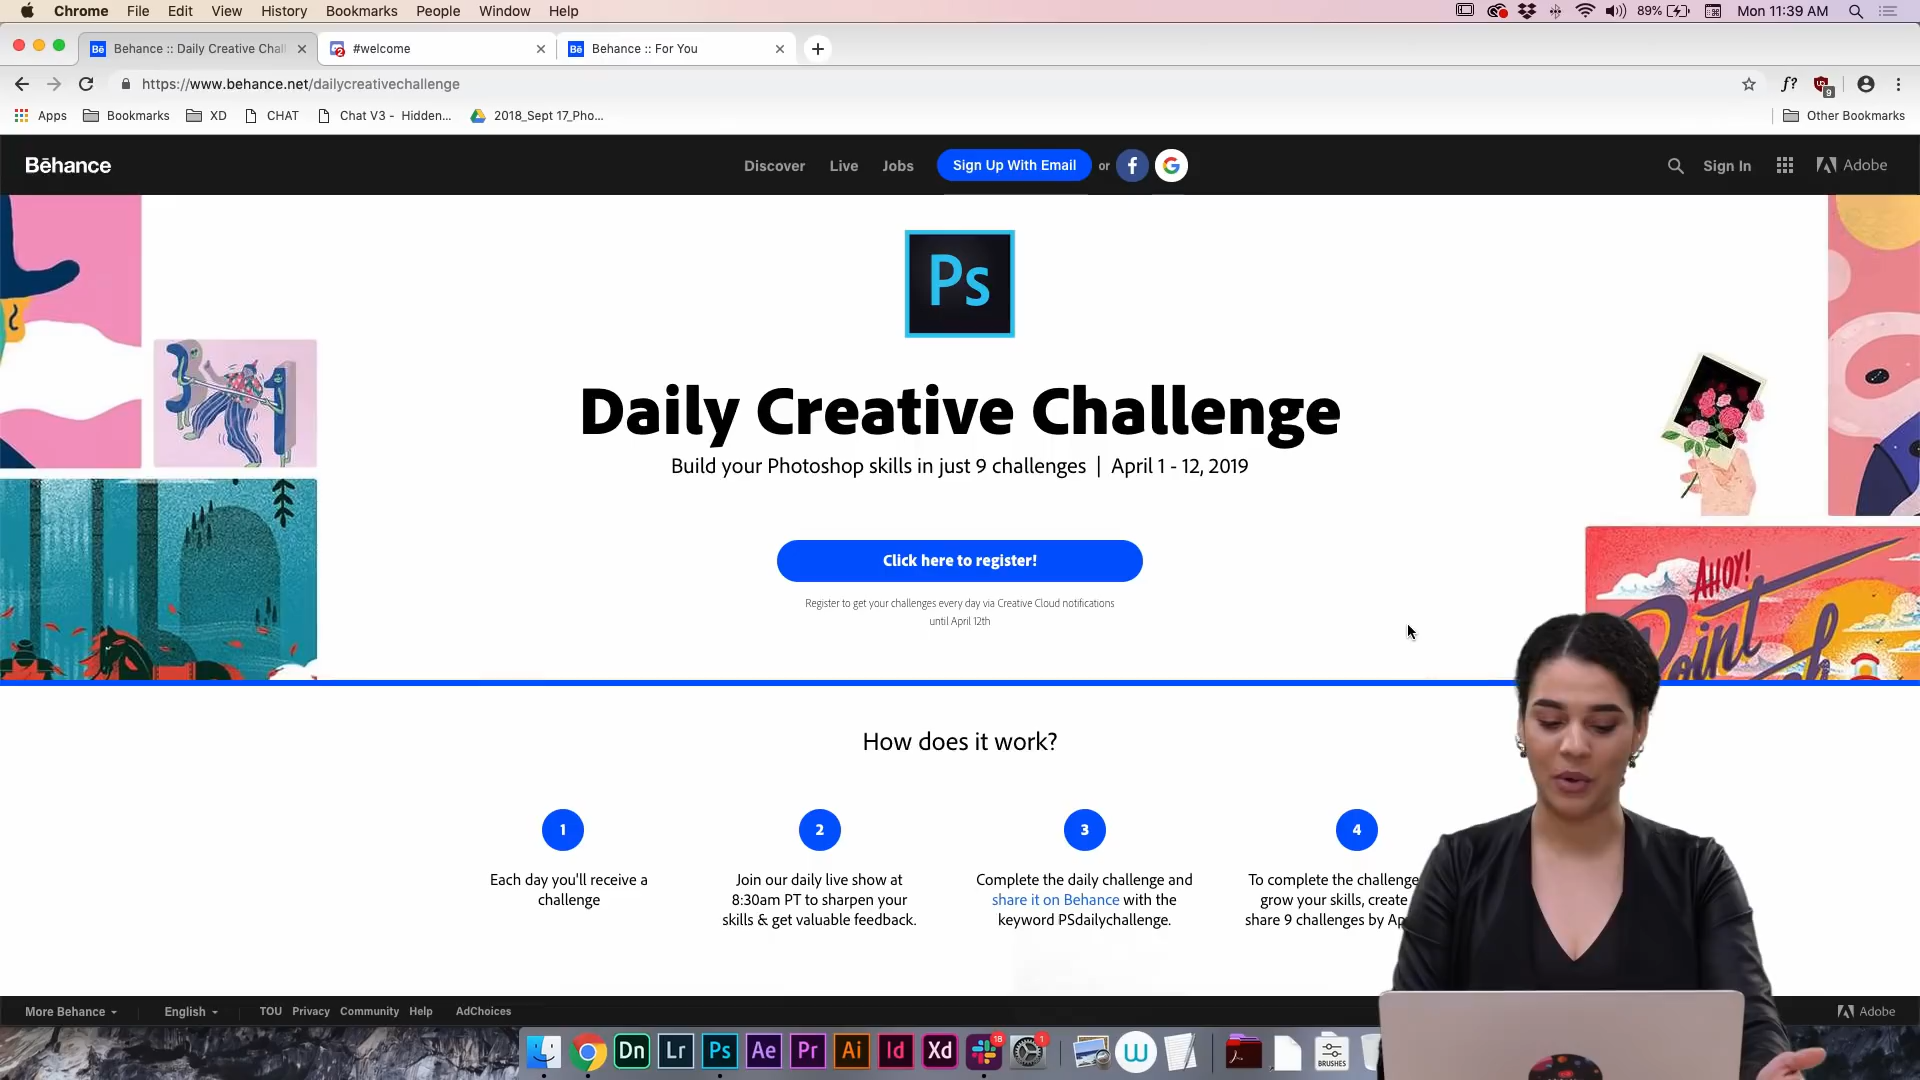 Chrome File Edit View History Bookmarks People Window Help
89% Mon 11:39 AM
Behance :: Daily Creative Chal
#welcome
Behance :: For You
https://www.behance.net/dailycreativechallenge
f?
9
Apps Bookmarks XD CHAT Chat V3 - Hidden... 2018_Sept 17_Pho... Other Bookmarks
Bēhance
Discover Live Jobs Sign Up With Email or f G Sign In Adobe
Ps
Daily Creative Challenge
Build your Photoshop skills in just 9 challenges | April 1 - 12, 2019
Click here to register!
Register to get your challenges every day via Creative Cloud notifications
until April 12th
AHOY!
Point
How does it work?
1
Each day you'll receive a
challenge
2
Join our daily live show at
8:30am PT to sharpen your
skills & get valuable feedback.
3
Complete the daily challenge and
share it on Behance with the
keyword PSdailychallenge.
4
To complete the challenge
grow your skills, create
share 9 challenges by Ap
More Behance English TOU Privacy Community Help AdChoices Adobe
Dn Lr Ps Ae Pr Ai Id Xd 18 1 W BRUSHES